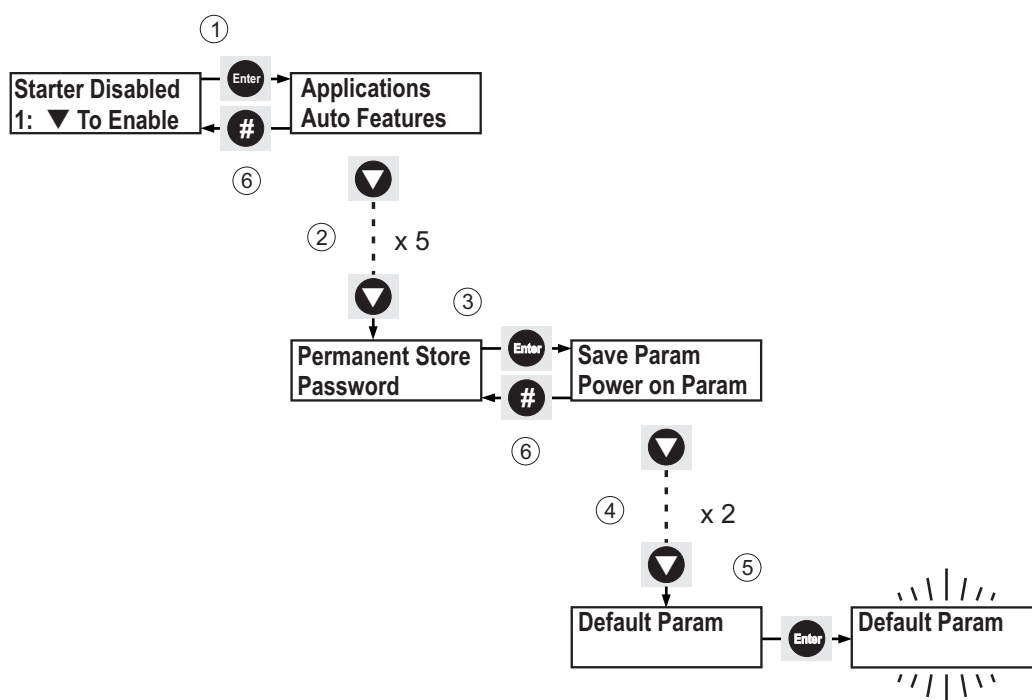 ①
Starter Disabled
1: ▼ To Enable
Enter
#
Applications
Auto Features
⑥
②
x 5
③
Permanent Store
Password
Enter
#
Save Param
Power on Param
⑥
④
x 2
⑤
Default Param
Enter
Default Param